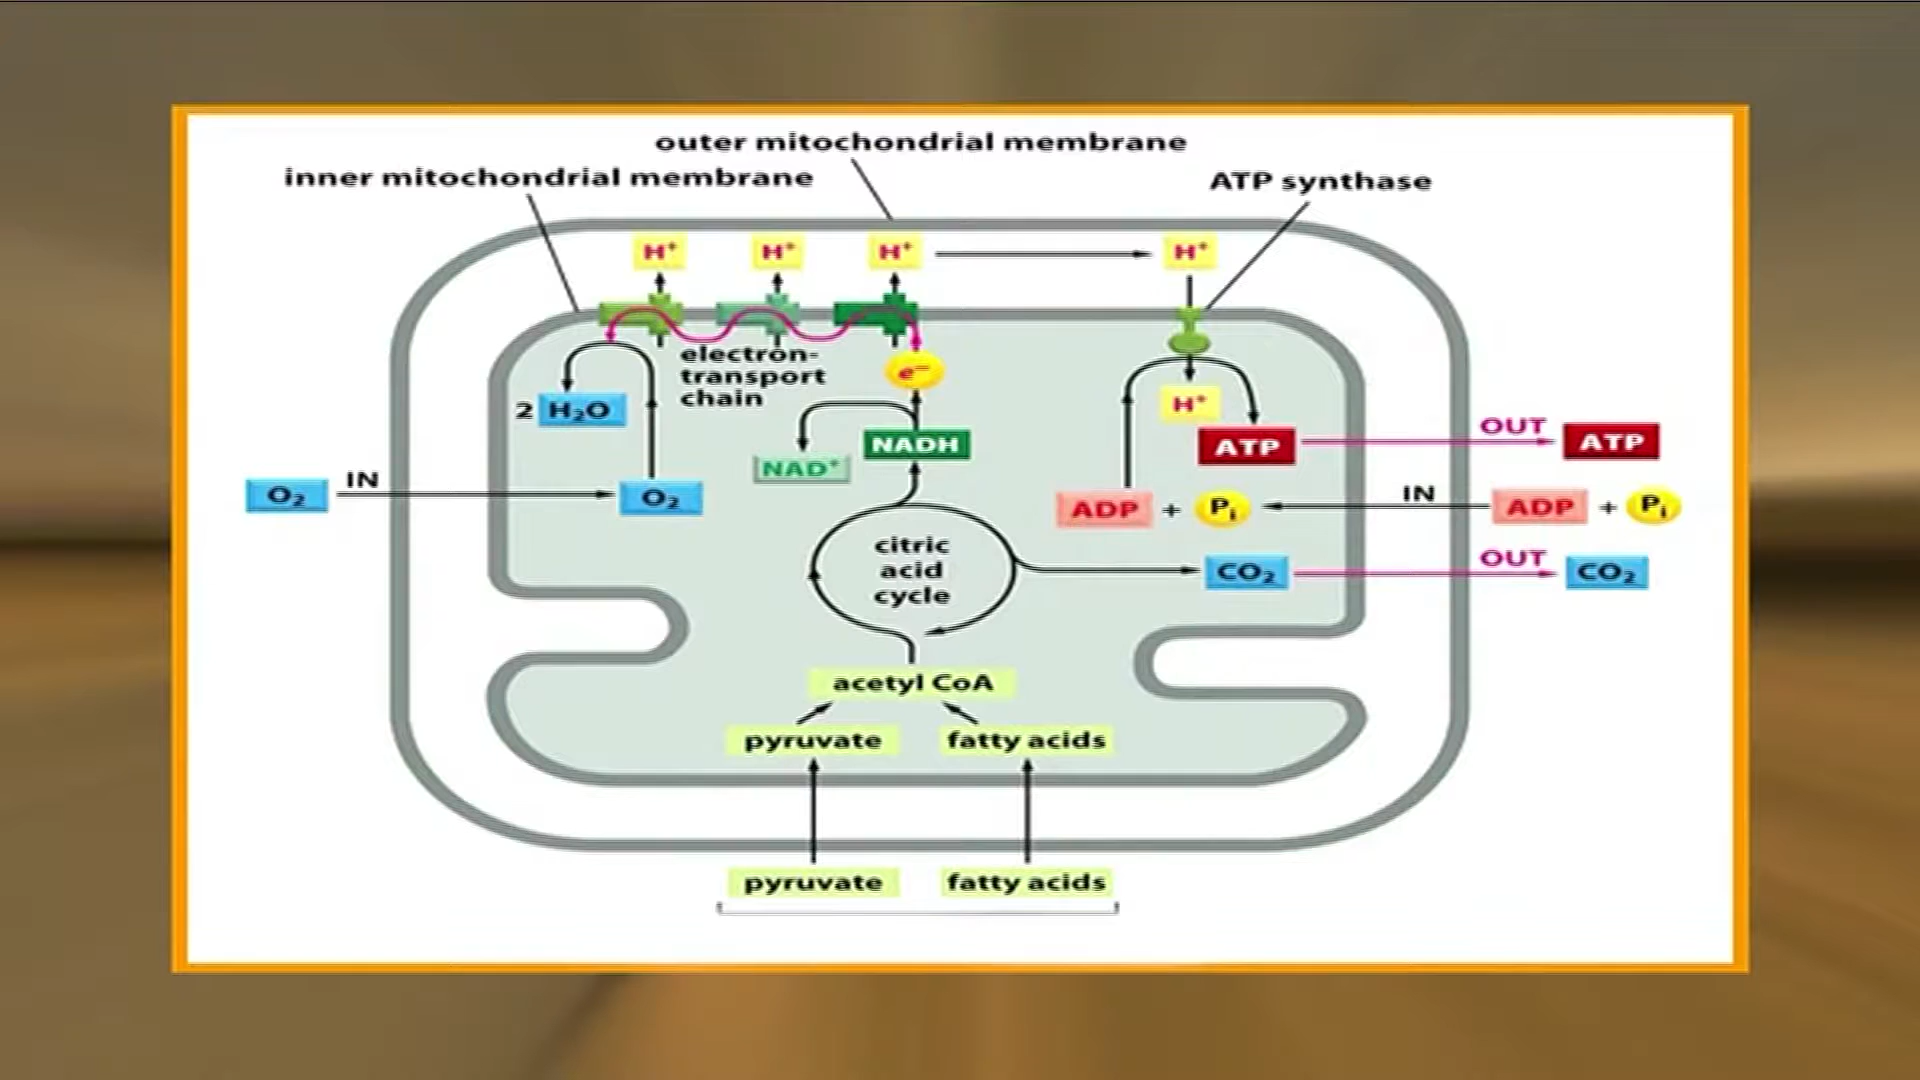 outer mitochondrial membrane
inner mitochondrial membrane
ATP synthase
H⁺ H⁺ H⁺ H⁺
electron-
transport
chain
e⁻
2 H₂O
H⁺
NADH
NAD⁺
ATP
OUT
ATP
O₂
IN
O₂
ADP + Pi
IN
ADP + Pi
citric
acid
cycle
CO₂
OUT
CO₂
acetyl CoA
pyruvate
fatty acids
pyruvate
fatty acids